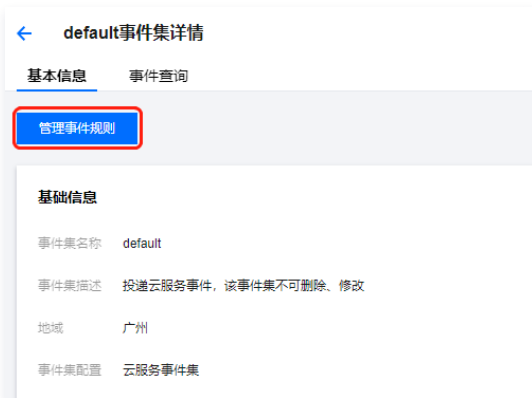 default事件集详情
基本信息 事件查询
管理事件规则
基础信息
事件集名称 default
事件集描述 投递云服务事件，该事件集不可删除、修改
地域 广州
事件集配置 云服务事件集